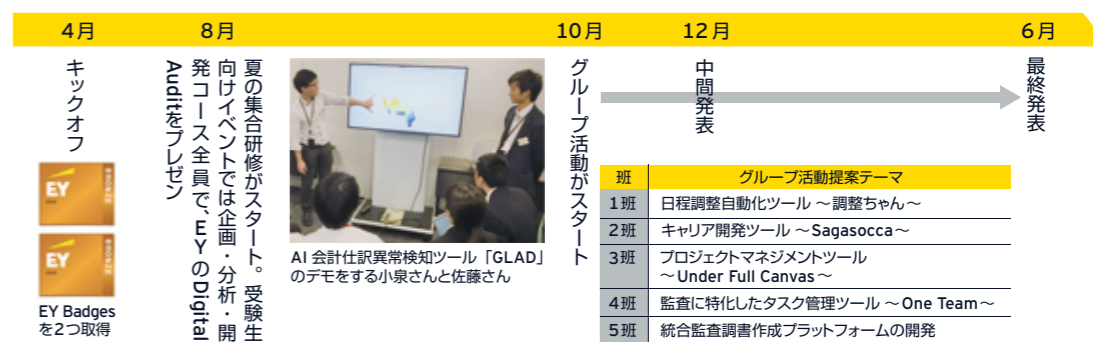 4月
8月
10月
12月
6月
キックオフ
EY
BRONZE
EY
BRONZE
EY Badges
を2つ取得
夏の集合研修がスタート。受験生
向けイベントでは企画・分析・開
発コース全員で、EYのDigital
Auditをプレゼン
AI 会計仕訳異常検知ツール「GLAD」
のデモをする小泉さんと佐藤さん
グループ活動がスタート
中間発表
最終発表
班 グループ活動提案テーマ
1班 日程調整自動化ツール ～調整ちゃん～
2班 キャリア開発ツール ～Sagasocca～
3班 プロジェクトマネジメントツール
～Under Full Canvas～
4班 監査に特化したタスク管理ツール ～One Team～
5班 統合監査調書作成プラットフォームの開発